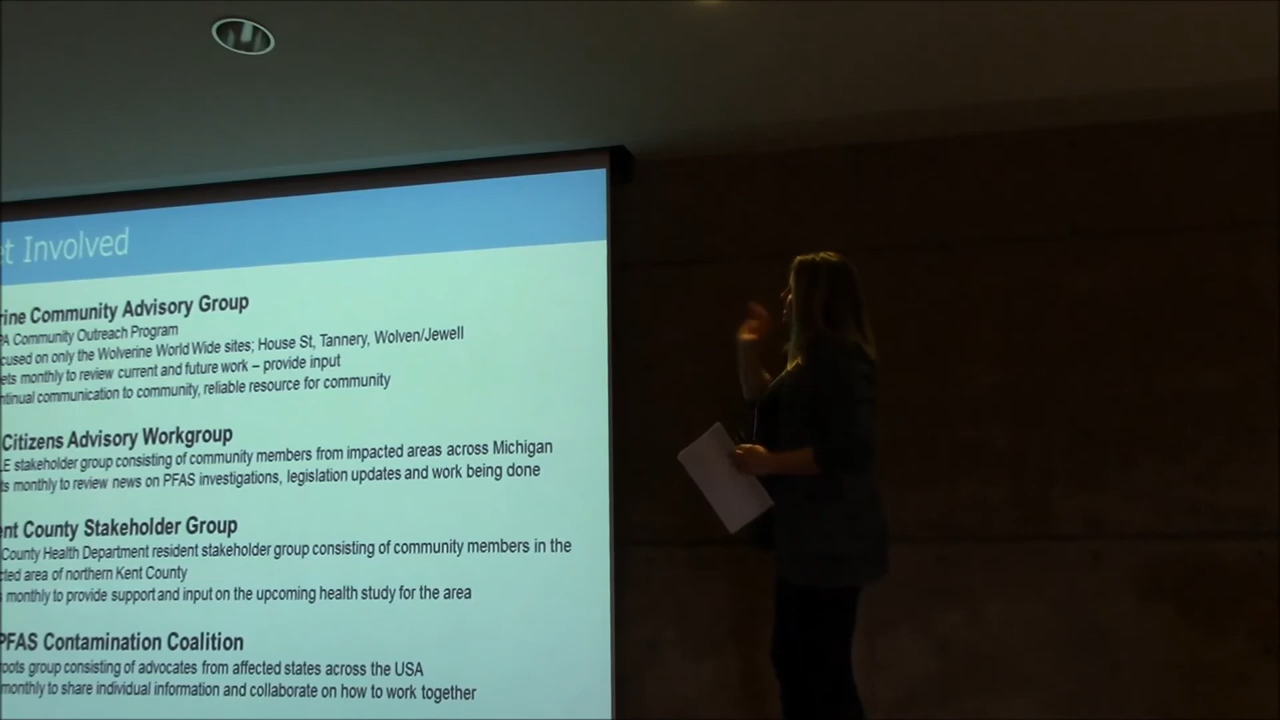 et Involved
rine Community Advisory Group
PA Community Outreach Program
cused on only the Wolverine World Wide sites; House St, Tannery, Wolven/Jewell
ets monthly to review current and future work – provide input
ntinual communication to community, reliable resource for community
Citizens Advisory Workgroup
LE stakeholder group consisting of community members from impacted areas across Michigan
ts monthly to review news on PFAS investigations, legislation updates and work being done
nt County Stakeholder Group
County Health Department resident stakeholder group consisting of community members in the
cted area of northern Kent County
s monthly to provide support and input on the upcoming health study for the area
PFAS Contamination Coalition
oots group consisting of advocates from affected states across the USA
monthly to share individual information and collaborate on how to work together